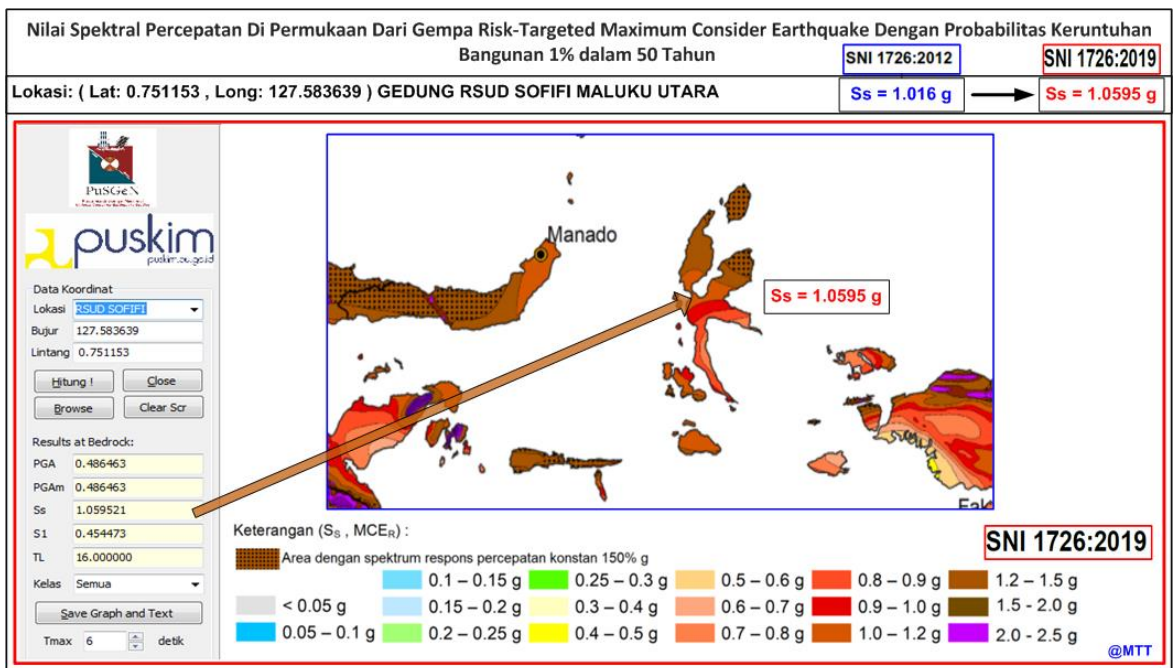 Nilai Spektral Percepatan Di Permukaan Dari Gempa Risk-Targeted Maximum Consider Earthquake Dengan Probabilitas Keruntuhan
Bangunan 1% dalam 50 Tahun
SNI 1726:2012
SNI 1726:2019
Lokasi: ( Lat: 0.751153 , Long: 127.583639 ) GEDUNG RSUD SOFIFI MALUKU UTARA
Ss = 1.016 g
Ss = 1.0595 g
PuSGeN
puskim
puskim.pu.go.id
Data Koordinat
Lokasi RSUD SOFIFI
Bujur 127.583639
Lintang 0.751153
Hitung !
Close
Browse
Clear Scr
Results at Bedrock:
PGA 0.486463
PGAm 0.486463
Ss 1.059521
S1 0.454473
TL 16.000000
Kelas Semua
Save Graph and Text
Tmax 6 detik
Manado
Ss = 1.0595 g
Fak
Keterangan (SS , MCER) :
SNI 1726:2019
Area dengan spektrum respons percepatan konstan 150% g
0.1 – 0.15 g
0.25 – 0.3 g
0.5 – 0.6 g
0.8 – 0.9 g
1.2 – 1.5 g
< 0.05 g
0.15 – 0.2 g
0.3 – 0.4 g
0.6 – 0.7 g
0.9 – 1.0 g
1.5 - 2.0 g
0.05 – 0.1 g
0.2 – 0.25 g
0.4 – 0.5 g
0.7 – 0.8 g
1.0 – 1.2 g
2.0 - 2.5 g
@MTT